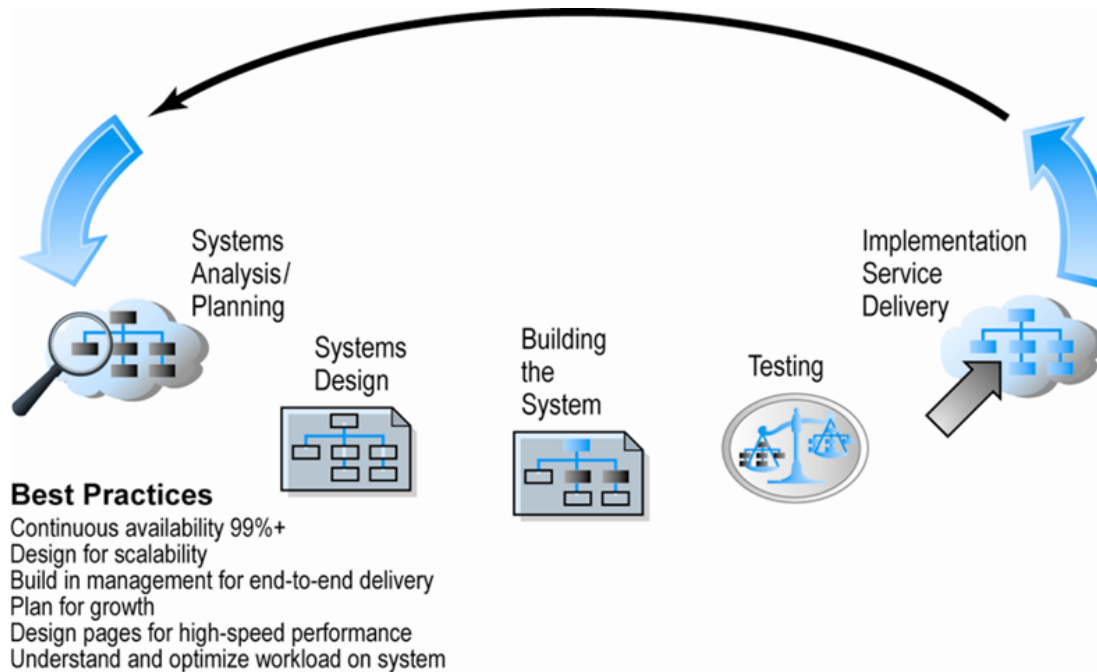 Systems
Analysis/
Planning
Systems
Design
Building
the
System
Testing
Implementation
Service
Delivery
Best Practices
Continuous availability 99%+
Design for scalability
Build in management for end-to-end delivery
Plan for growth
Design pages for high-speed performance
Understand and optimize workload on system